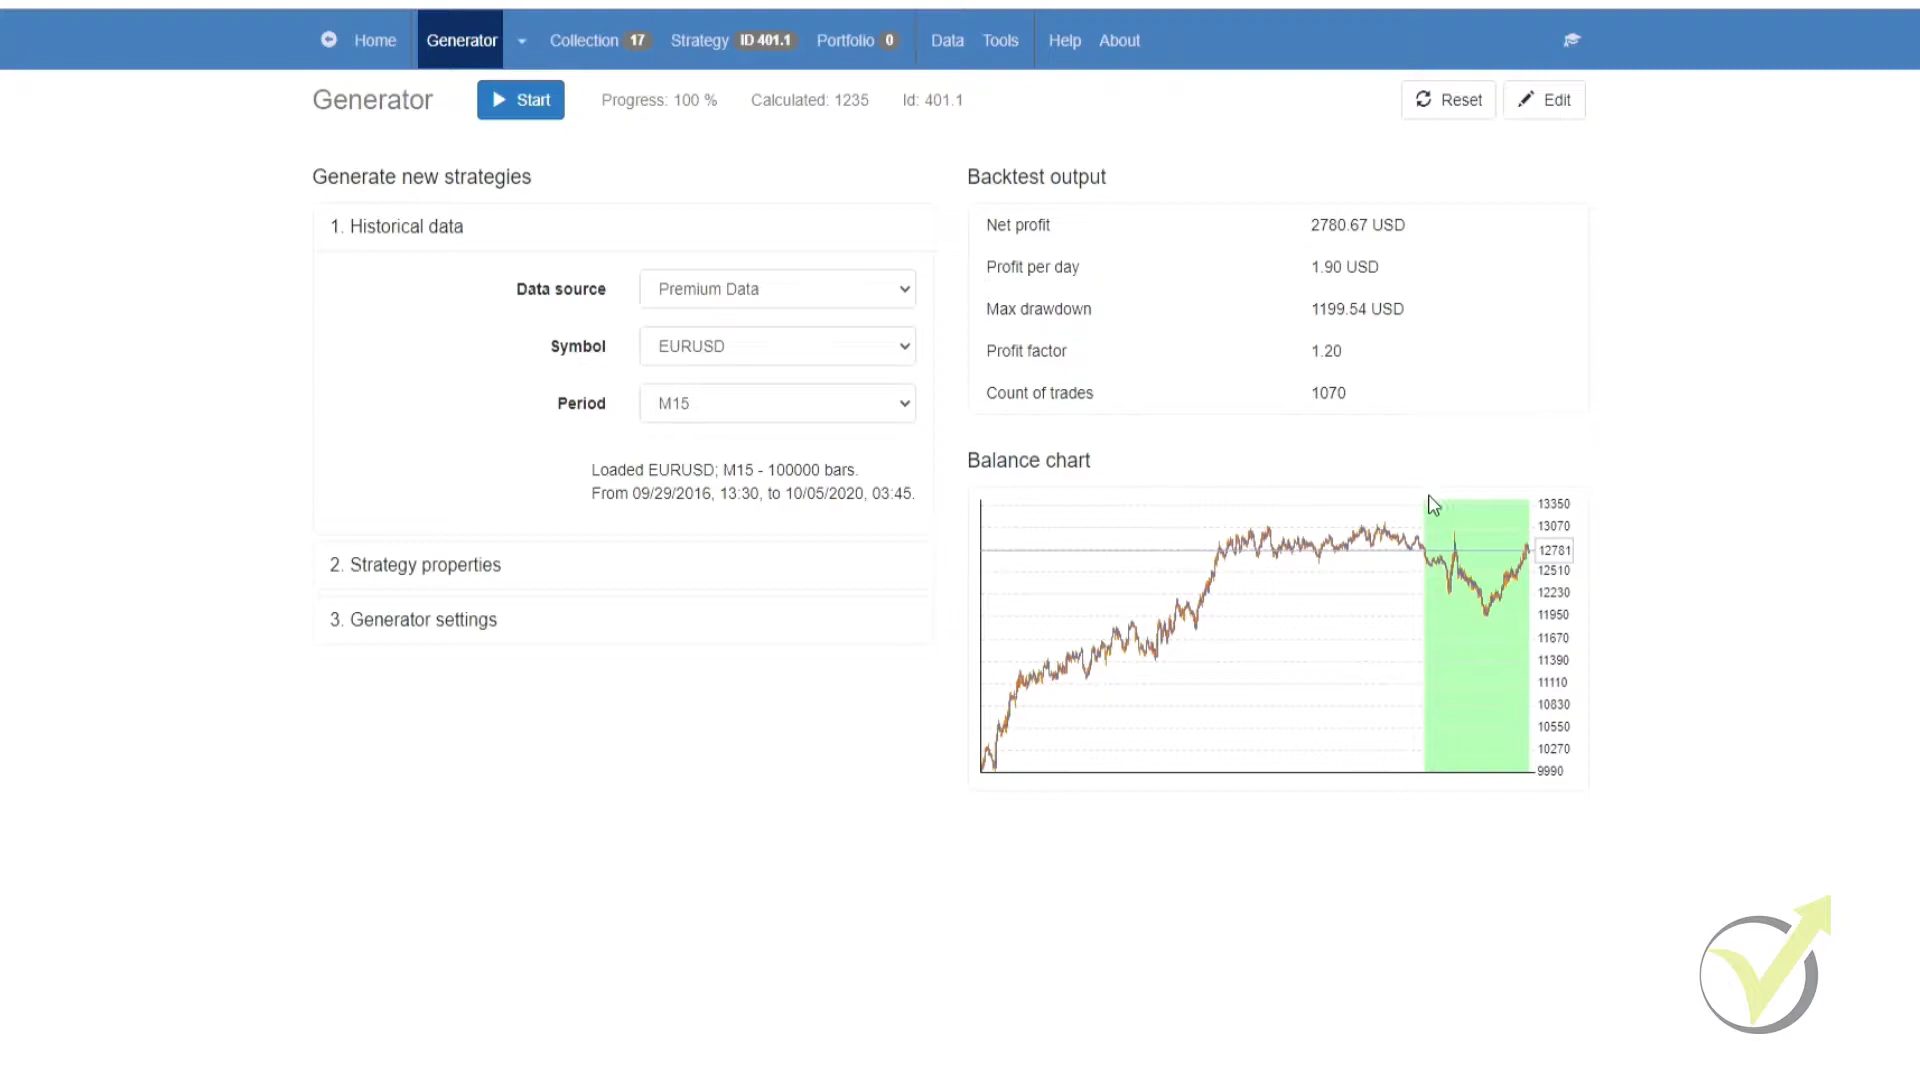 Home Generator Collection 17 Strategy ID 401.1 Portfolio 0 Data Tools Help About
Generator Start Progress: 100 % Calculated: 1235 Id: 401.1 Reset Edit
Generate new strategies
1. Historical data
Data source Premium Data
Symbol EURUSD
Period M15
Loaded EURUSD; M15 - 100000 bars.
From 09/29/2016, 13:30, to 10/05/2020, 03:45.
2. Strategy properties
3. Generator settings
Backtest output
Net profit 2780.67 USD
Profit per day 1.90 USD
Max drawdown 1199.54 USD
Profit factor 1.20
Count of trades 1070
Balance chart
13350
13070
12781
12510
12230
11950
11670
11390
11110
10830
10550
10270
9990